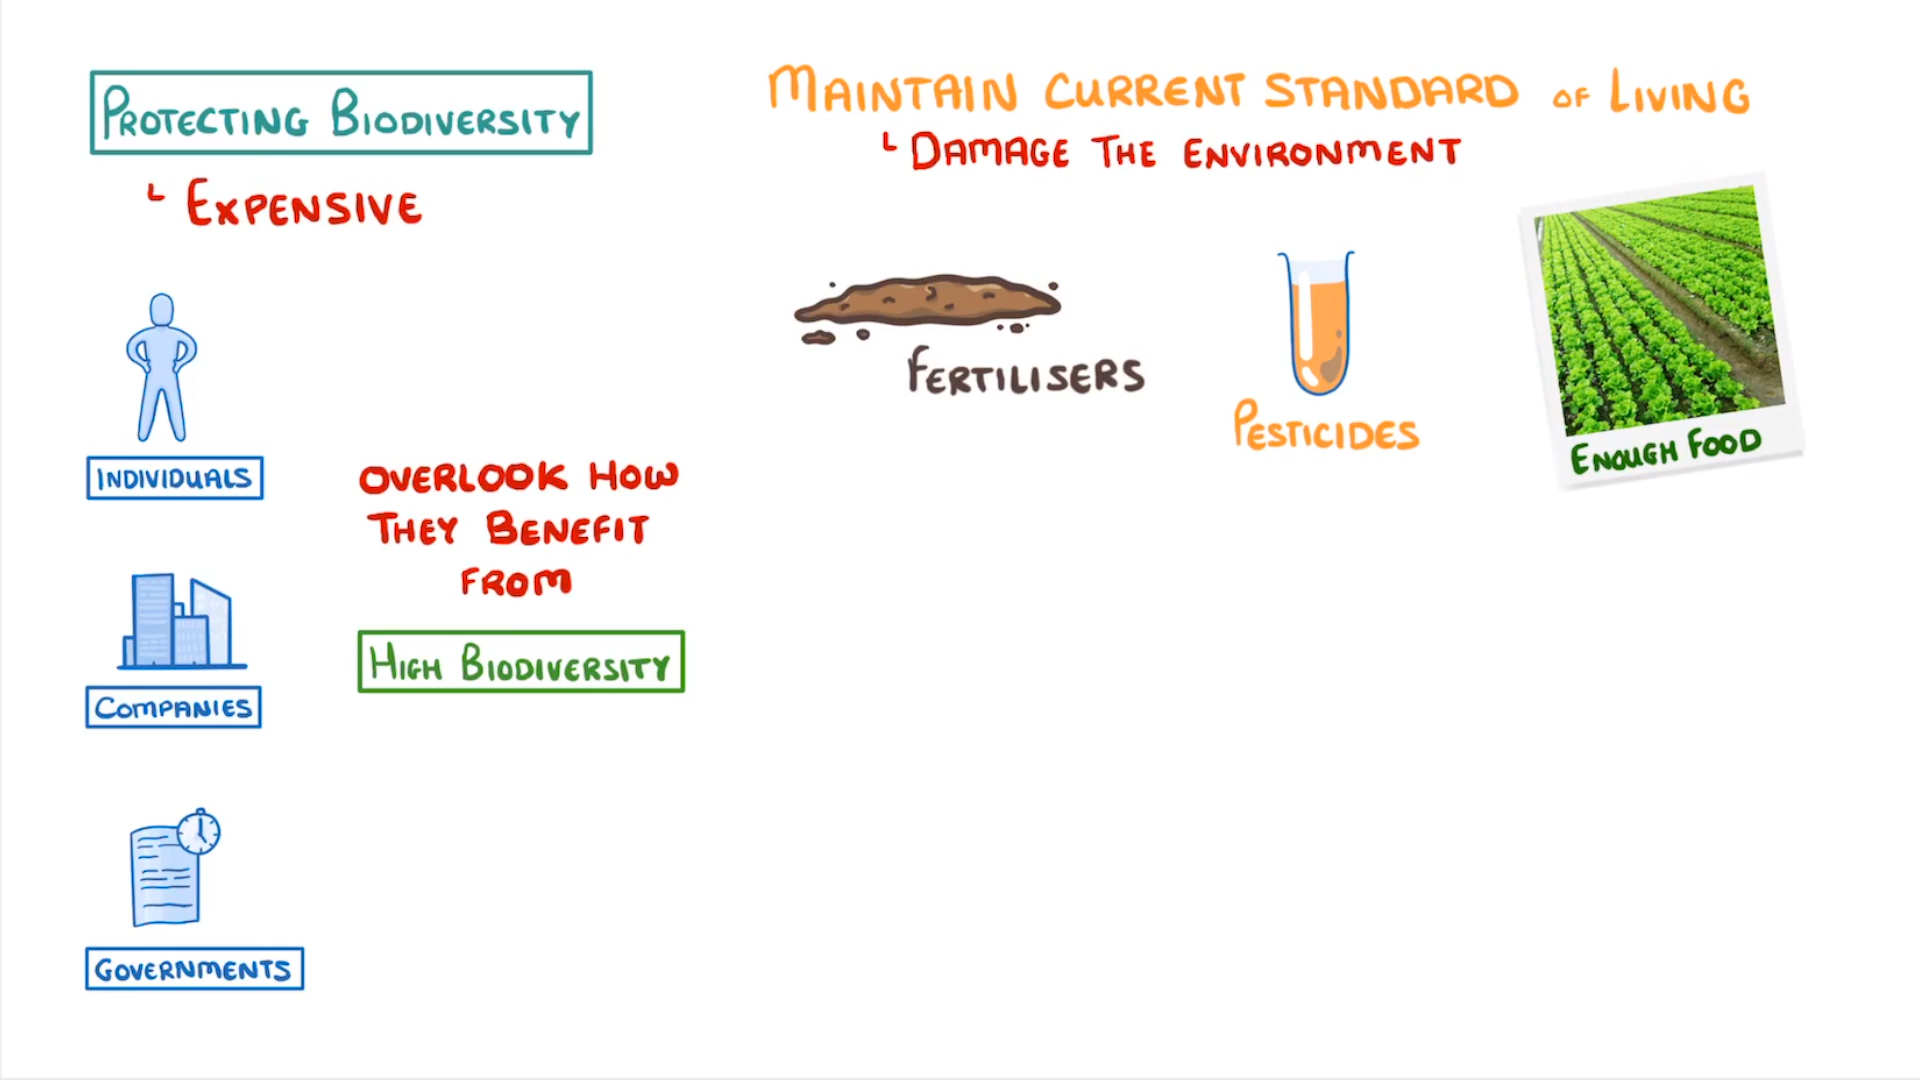 PROTECTING BIODIVERSITY
EXPENSIVE
INDIVIDUALS
COMPANIES
GOVERNMENTS
OVERLOOK HOW
THEY BENEFIT
FROM
HIGH BIODIVERSITY
MAINTAIN CURRENT STANDARD OF LIVING
DAMAGE THE ENVIRONMENT
FERTILISERS
PESTICIDES
ENOUGH FOOD